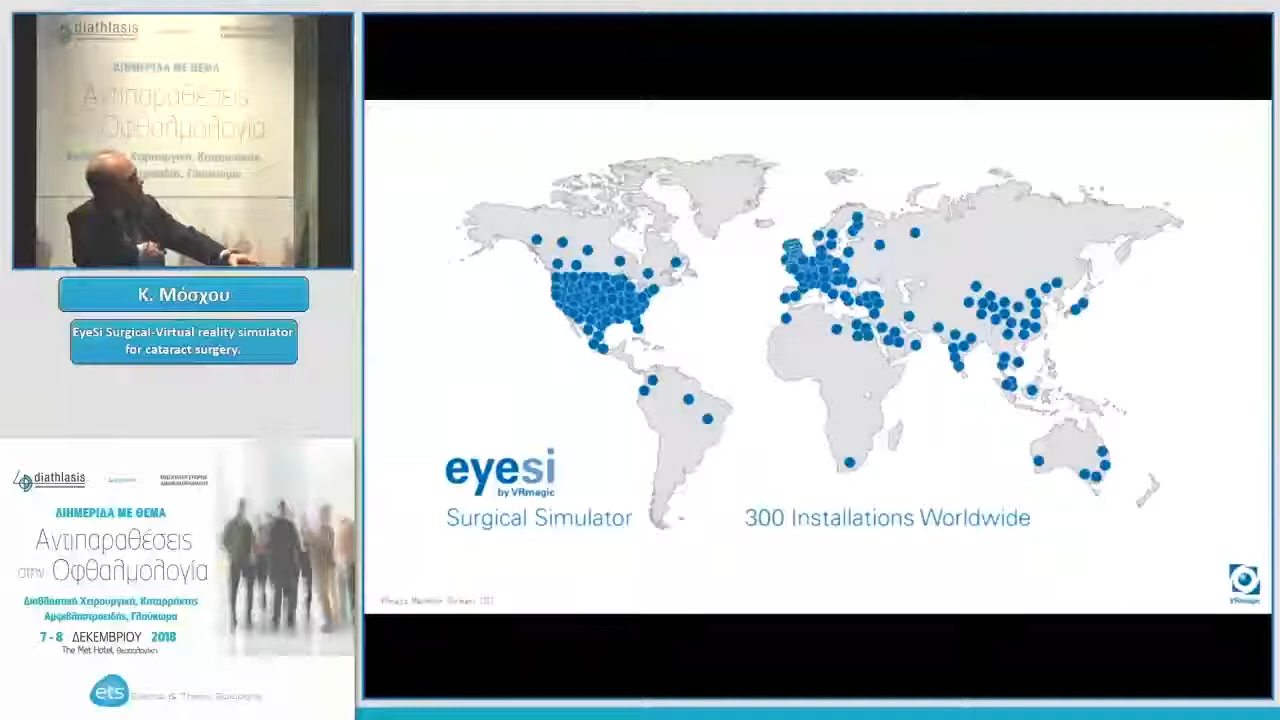 diathlasis
ΔΙΗΜΕΡΙΔΑ ΜΕ ΘΕΜΑ
Αντιπαραθέσεις
Οφθαλμολογία
Κ. Μόσχου
EyeSi Surgical-Virtual reality simulator
for cataract surgery.
diathlasis
ΔΙΗΜΕΡΙΔΑ ΜΕ ΘΕΜΑ
Αντιπαραθέσεις
στην Οφθαλμολογία
Διαθλαστική Χειρουργική, Καταρράκτης
Αμφιβληστροειδής, Γλαύκωμα
7-8 ΔΕΚΕΜΒΡΙΟΥ 2018
The Met Hotel, Θεσσαλονίκη
ets
eyesi
by VRmagic
Surgical Simulator
300 Installations Worldwide
VRmagic